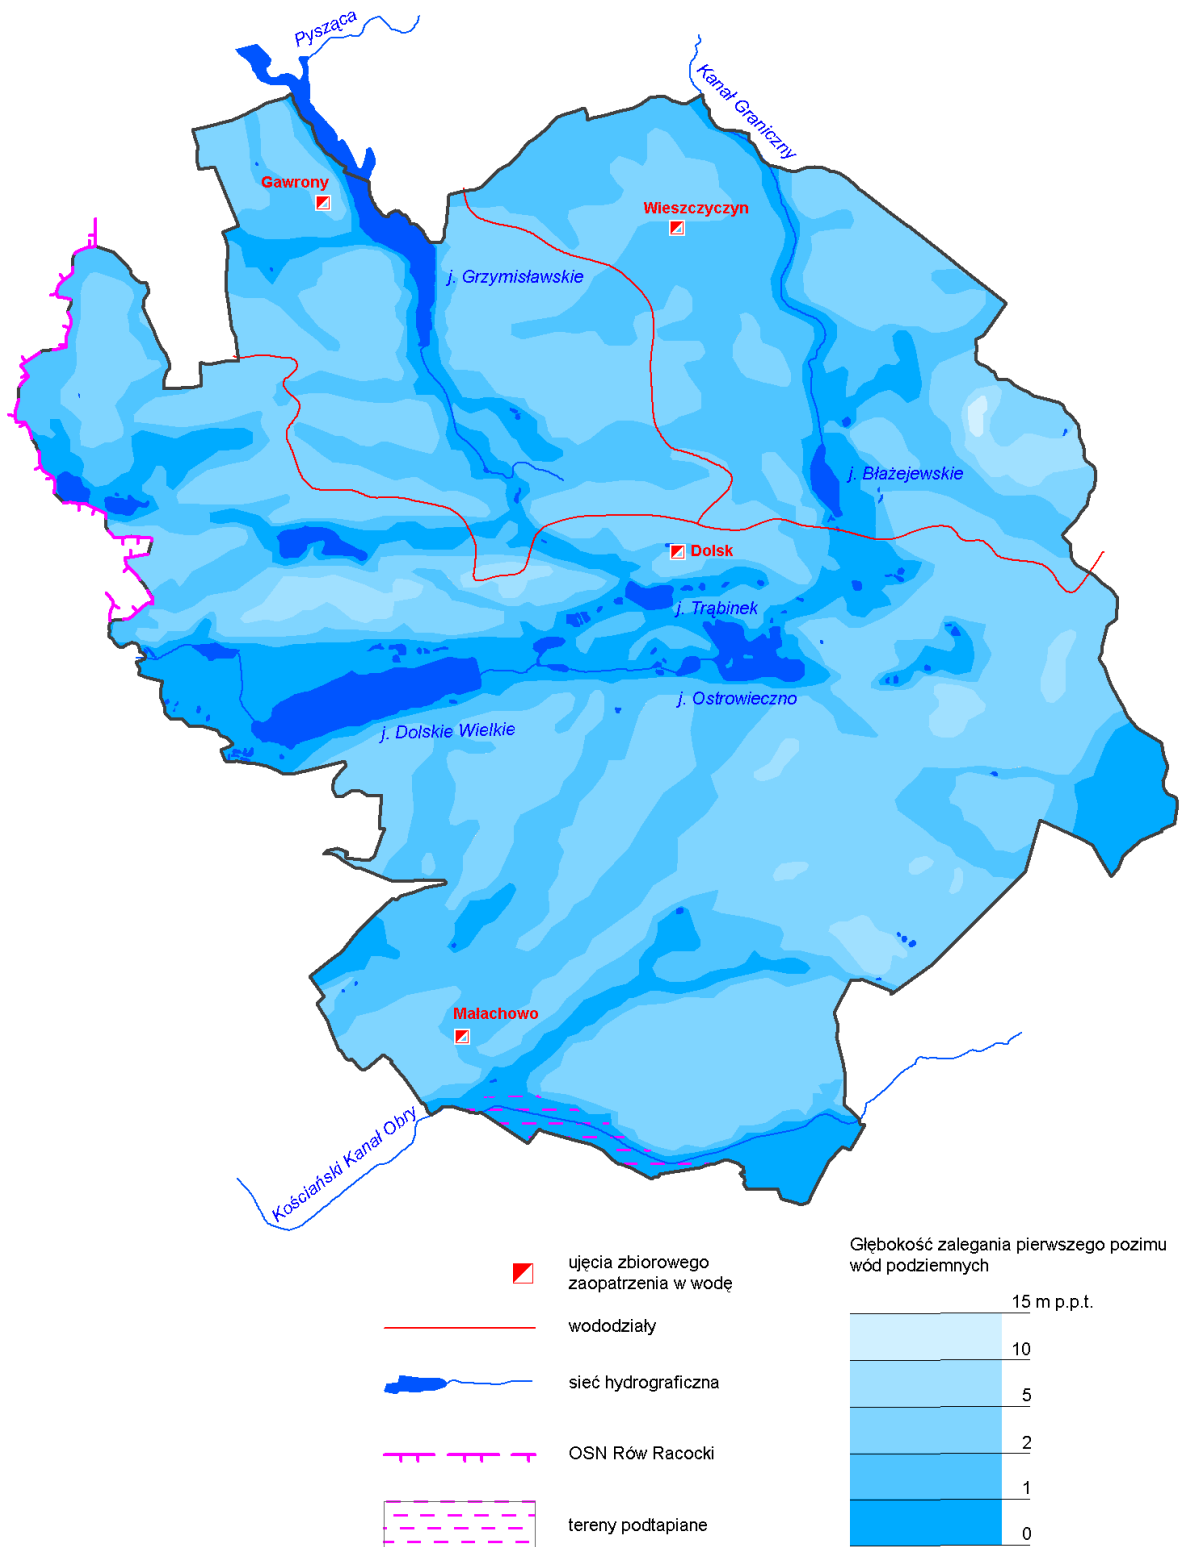 Pysząca
Kanał Graniczny
Gawrony
Wieszczyczyn
j. Grzymisławskie
j. Błażejewskie
Dolsk
j. Trąbinek
j. Ostrowieczno
j. Dolskie Wielkie
Małachowo
Kościański Kanał Obry
ujęcia zbiorowego
zaopatrzenia w wodę
wododziały
sieć hydrograficzna
OSN Rów Racocki
tereny podtapiane
Głębokość zalegania pierwszego pozimu
wód podziemnych
15 m p.p.t.
10
5
2
1
0